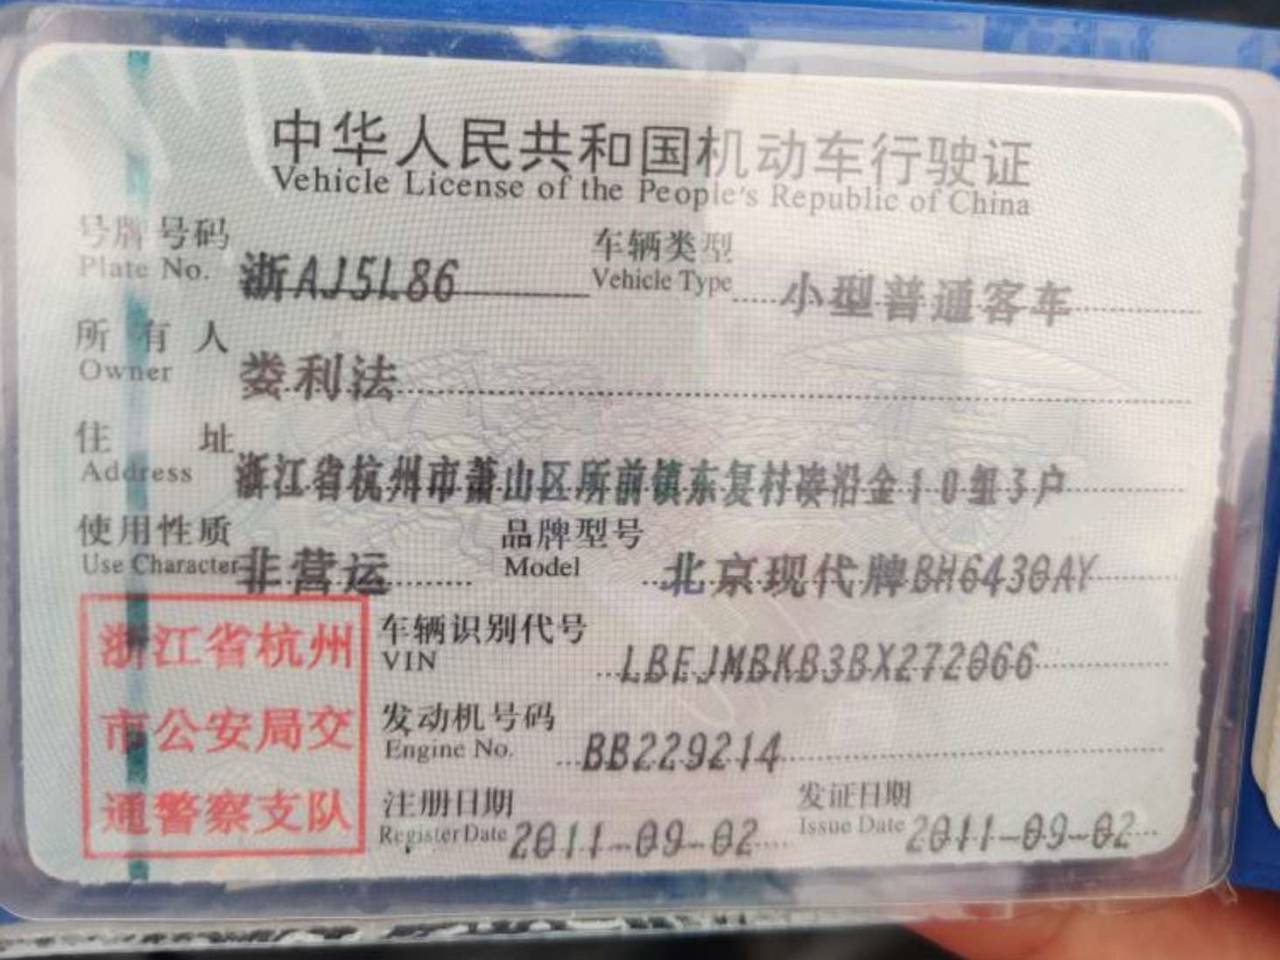 中华人民共和国机动车行驶证
Vehicle License of the People's Republic of China
号牌号码 浙AJ5L86 车辆类型 小型普通客车
Plate No. Vehicle Type
所有人 娄利法
Owner
住址 浙江省杭州市萧山区所前镇东复村凑沿金10组3户
Address
使用性质 非营运 品牌型号 北京现代牌BH6430AY
Use Character Model
浙江省杭州
市公安局交
通警察支队
车辆识别代号 LBEJMBKB3BX272066
VIN
发动机号码 BB229214
Engine No.
注册日期 2011-09-02 发证日期 2011-09-02
Register Date Issue Date